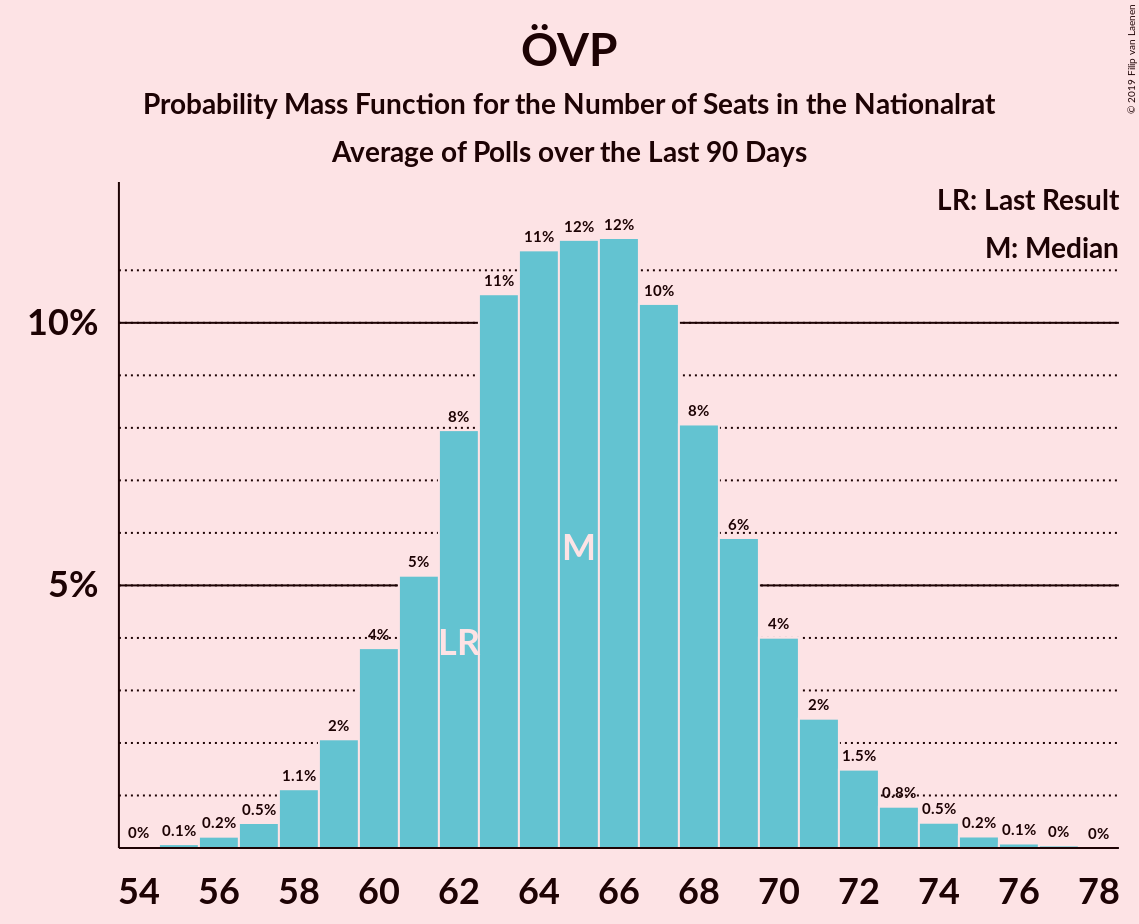 ÖVP
Probability Mass Function for the Number of Seats in the Nationalrat
Average of Polls over the Last 90 Days
© 2019 Filip van Laenen
LR: Last Result
M: Median
10%
5%
0% 0.1% 0.2% 0.5% 1.1% 2% 4% 5% 8% 11% 11% 12% 12% 10% 8% 6% 4% 2% 1.5% 0.8% 0.5% 0.2% 0.1% 0% 0%
LR M
54 56 58 60 62 64 66 68 70 72 74 76 78